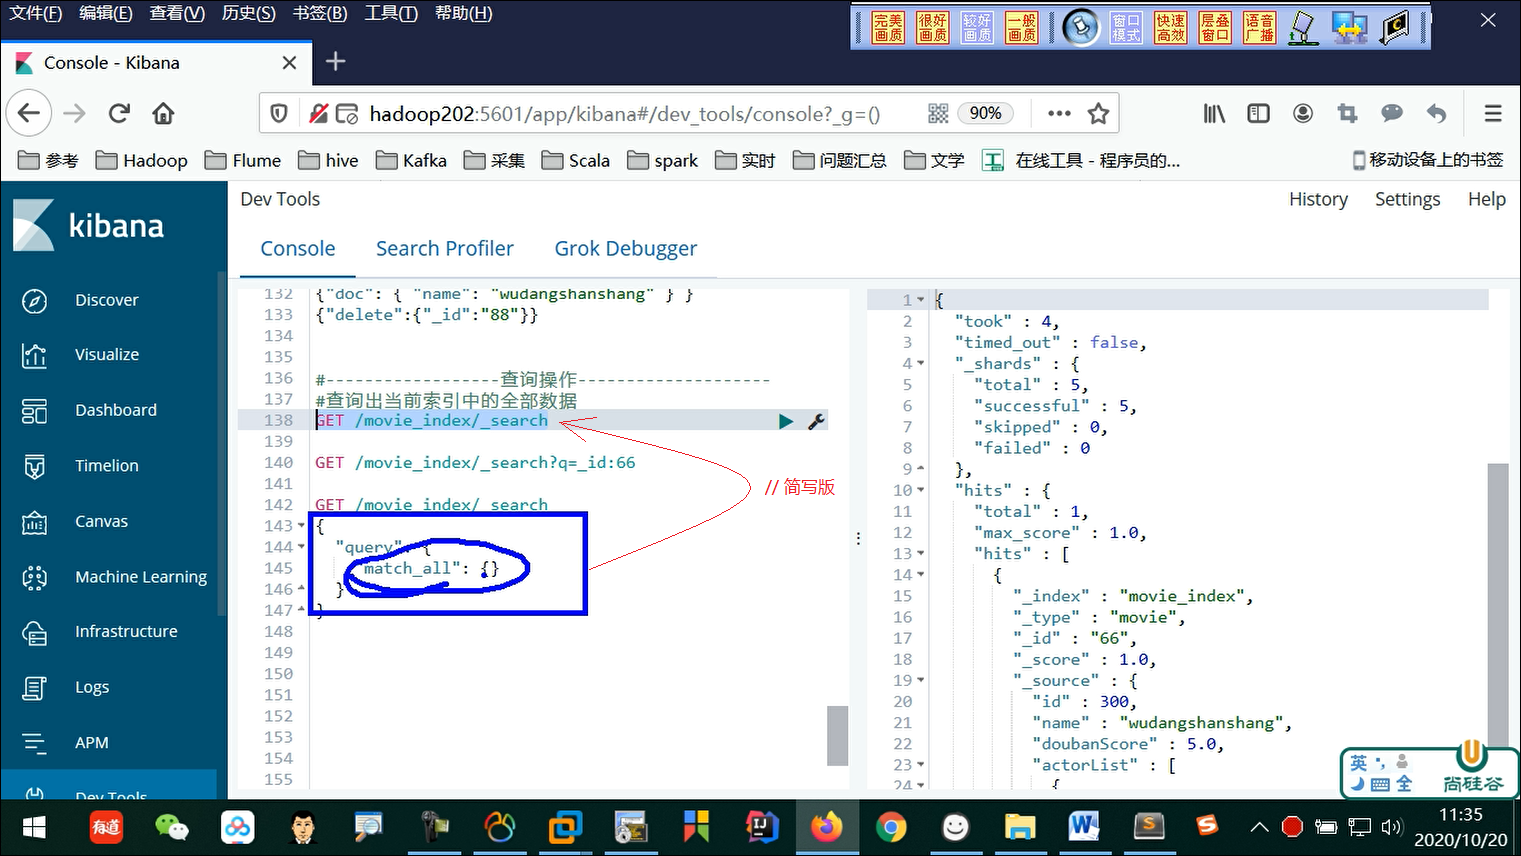 文件(F) 编辑(E) 查看(V) 历史(S) 书签(B) 工具(T) 帮助(H)
完美画质 很好画质 较好画质 一般画质 窗口模式 快速高效 层叠窗口 语音广播
Console - Kibana
hadoop202:5601/app/kibana#/dev_tools/console?_g=()
90%
参考 Hadoop Flume hive Kafka 采集 Scala spark 实时 问题汇总 文学 在线工具 - 程序员的... 移动设备上的书签
kibana
Discover
Visualize
Dashboard
Timelion
Canvas
Machine Learning
Infrastructure
Logs
APM
Dev Tools
Dev Tools
History Settings Help
Console Search Profiler Grok Debugger
132 {"doc": { "name": "wudangshanshang" } }
133 {"delete":{"_id":"88"}}
134
135
136 #------------------查询操作--------------------
137 #查询出当前索引中的全部数据
138 GET /movie_index/_search
139
140 GET /movie_index/_search?q=_id:66
141
142 GET /movie_index/_search
143 {
144 "query": {
145 match_all": {}
146 }
147 }
148
149
150
151
152
153
154
155
// 简写版
1 {
2 "took" : 4,
3 "timed_out" : false,
4 "_shards" : {
5 "total" : 5,
6 "successful" : 5,
7 "skipped" : 0,
8 "failed" : 0
9 },
10 "hits" : {
11 "total" : 1,
12 "max_score" : 1.0,
13 "hits" : [
14 {
15 "_index" : "movie_index",
16 "_type" : "movie",
17 "_id" : "66",
18 "_score" : 1.0,
19 "_source" : {
20 "id" : 300,
21 "name" : "wudangshanshang",
22 "doubanScore" : 5.0,
23 "actorList" : [
24 {
英
全
尚硅谷
有道
11:35
2020/10/20